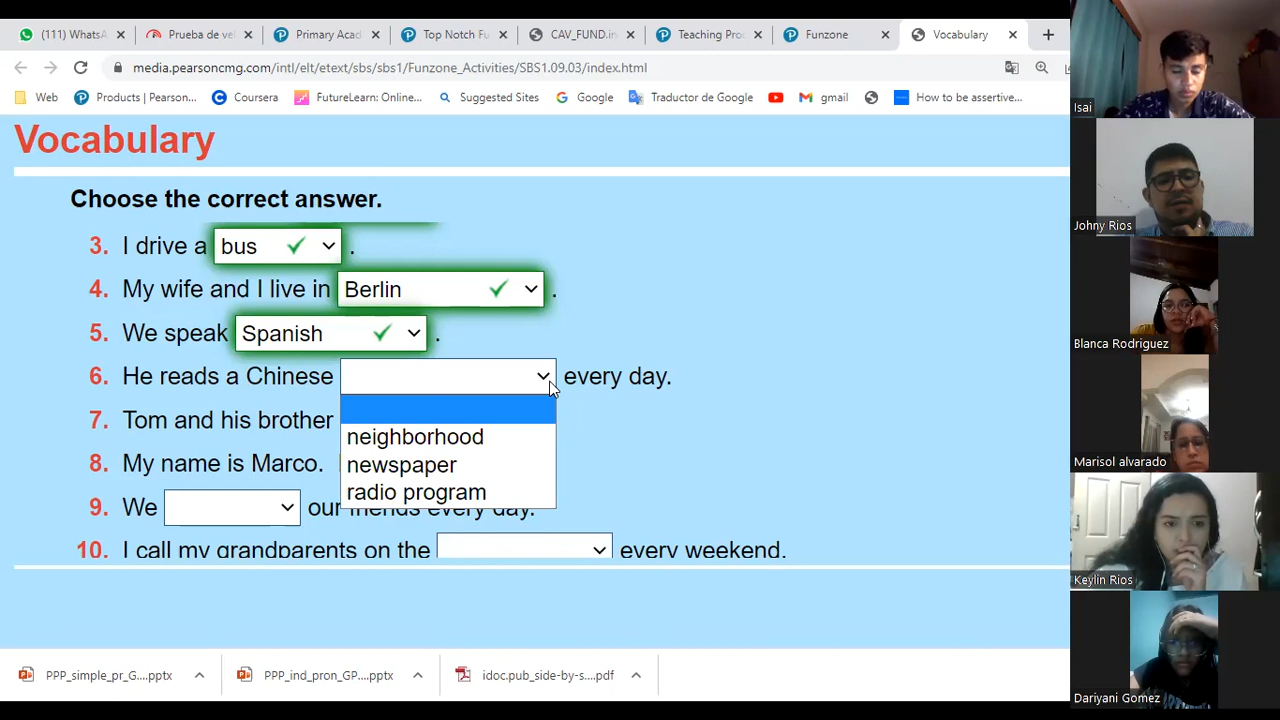 (111) WhatsA
Prueba de vel
Primary Acad
Top Notch Fu
CAV_FUND.in
Teaching Proc
Funzone
Vocabulary
media.pearsoncmg.com/intl/elt/etext/sbs/sbs1/Funzone_Activities/SBS1.09.03/index.html
Web
Products | Pearson...
Coursera
FutureLearn: Online...
Suggested Sites
Google
Traductor de Google
gmail
How to be assertive...
Vocabulary
Choose the correct answer.
3. I drive a bus .
4. My wife and I live in Berlin .
5. We speak Spanish .
6. He reads a Chinese every day.
neighborhood
newspaper
radio program
7. Tom and his brother
8. My name is Marco.
9. We our friends every day.
10. I call my grandparents on the every weekend.
PPP_simple_pr_G....pptx
PPP_ind_pron_GP....pptx
idoc.pub_side-by-s....pdf
Isai
Johny Rios
Blanca Rodriguez
Marisol alvarado
Keylin Rios
Dariyani Gomez